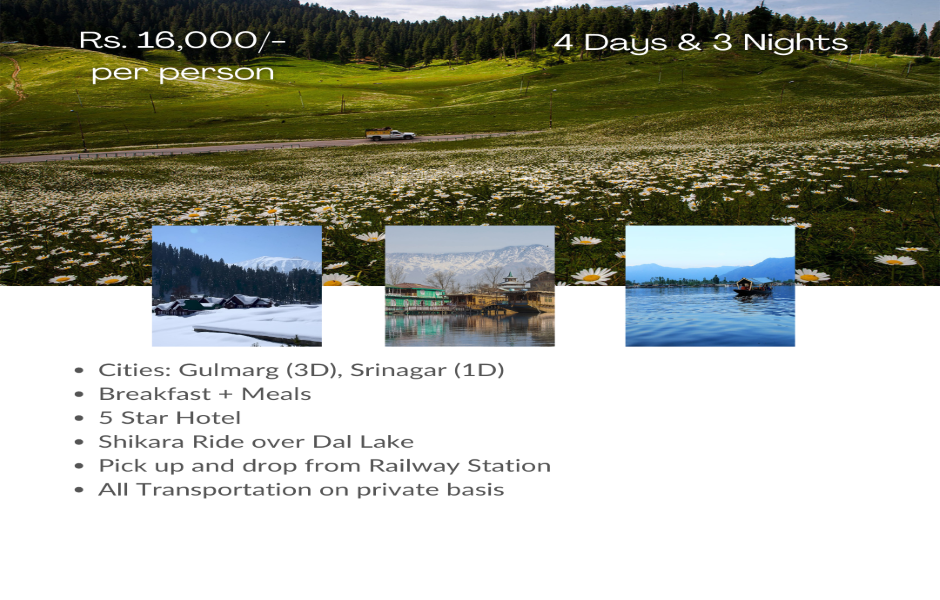 Rs. 16,000/-
per person
4 Days & 3 Nights
• Cities: Gulmarg (3D), Srinagar (1D)
• Breakfast + Meals
• 5 Star Hotel
• Shikara Ride over Dal Lake
• Pick up and drop from Railway Station
• All Transportation on private basis